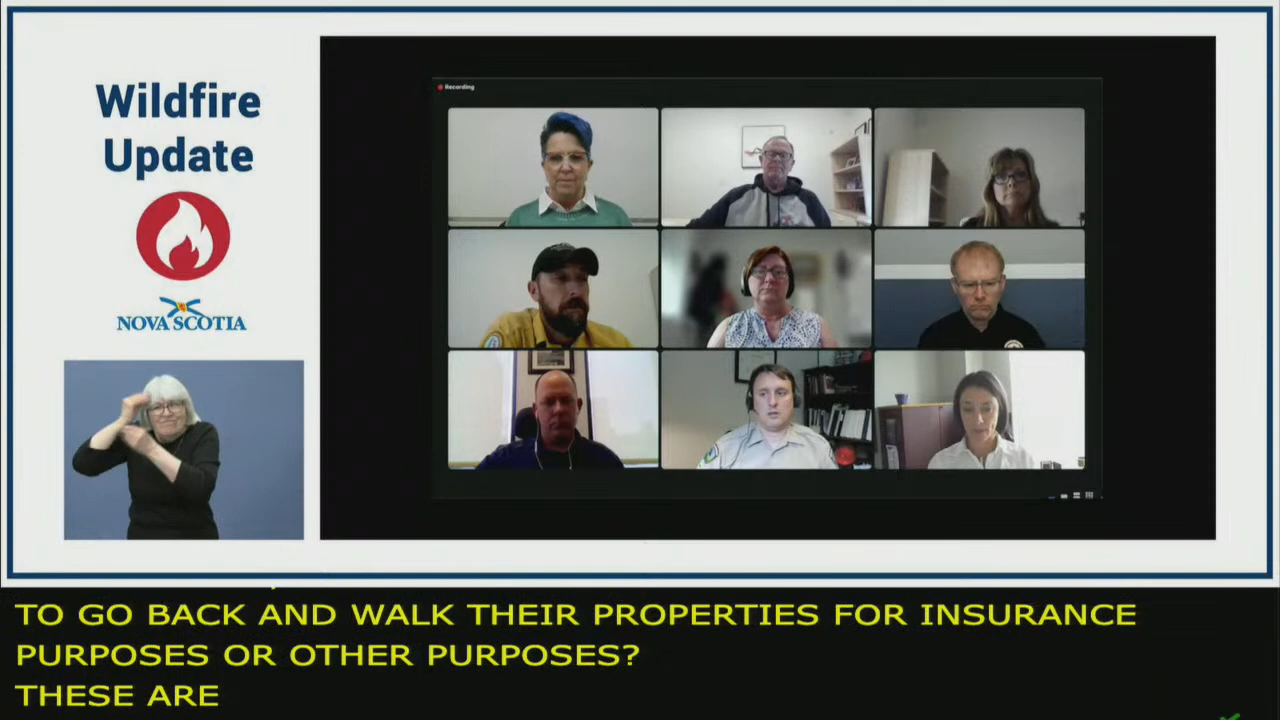 Wildfire
Update
NOVA SCOTIA
Recording
TO GO BACK AND WALK THEIR PROPERTIES FOR INSURANCE
PURPOSES OR OTHER PURPOSES?
THESE ARE